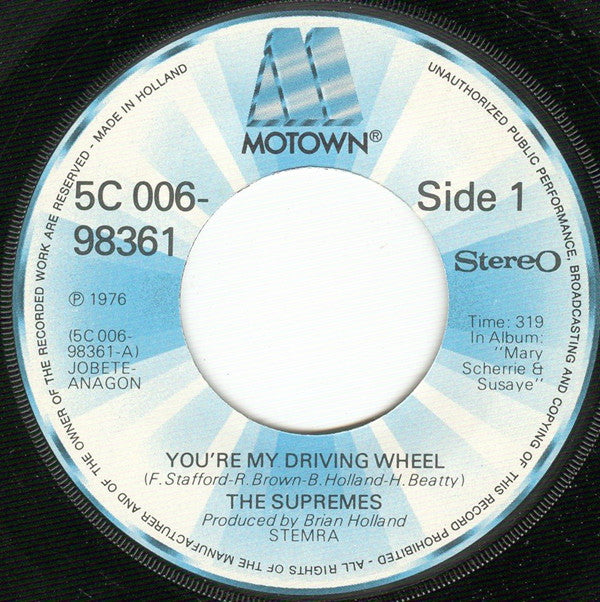 MOTOWN®
5C 006-
98361
Side 1
Stereo
℗ 1976
(5C 006-
98361-A)
JOBETE-
ANAGON
Time: 319
In Album:
"Mary
Scherrie &
Susaye"
YOU'RE MY DRIVING WHEEL
(F. Stafford-R. Brown-B. Holland-H. Beatty)
THE SUPREMES
Produced by Brian Holland
STEMRA
UNAUTHORIZED PUBLIC PERFORMANCE, BROADCASTING AND COPYING OF THIS RECORD PROHIBITED - ALL RIGHTS OF THE MANUFACTURER AND OF THE OWNER OF THE RECORDED WORK ARE RESERVED - MADE IN HOLLAND